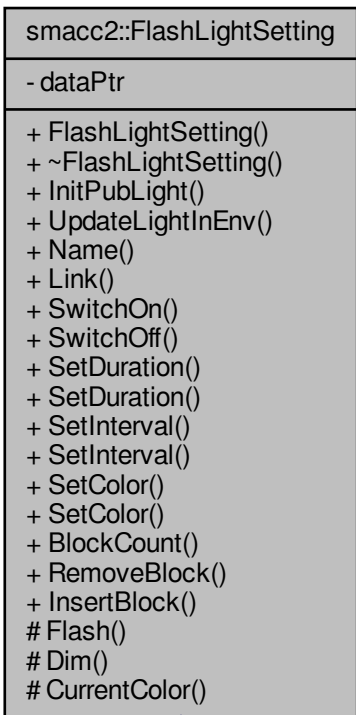 smacc2::FlashLightSetting
- dataPtr
+ FlashLightSetting()
+ ~FlashLightSetting()
+ InitPubLight()
+ UpdateLightInEnv()
+ Name()
+ Link()
+ SwitchOn()
+ SwitchOff()
+ SetDuration()
+ SetDuration()
+ SetInterval()
+ SetInterval()
+ SetColor()
+ SetColor()
+ BlockCount()
+ RemoveBlock()
+ InsertBlock()
# Flash()
# Dim()
# CurrentColor()